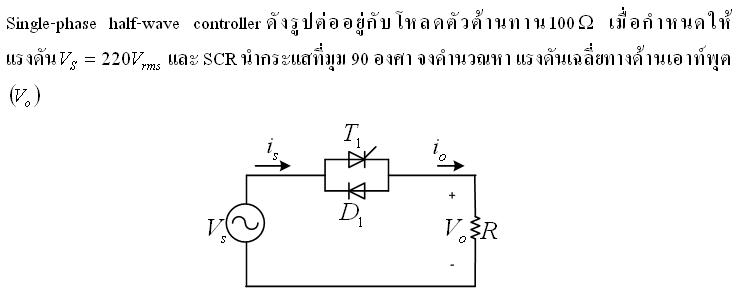 Single-phase half-wave controller ดังรูปต่ออยู่กับโหลดตัวต้านทาน 100 Ω เมื่อกำหนดให้
แรงดัน V_S = 220V_rms และ SCR นำกระแสที่มุม 90 องศา จงคำนวณหา แรงดันเฉลี่ยทางด้านเอาท์พุต
(V_o)
T_1
i_s
i_o
+
D_1
V_s
V_o
R
-